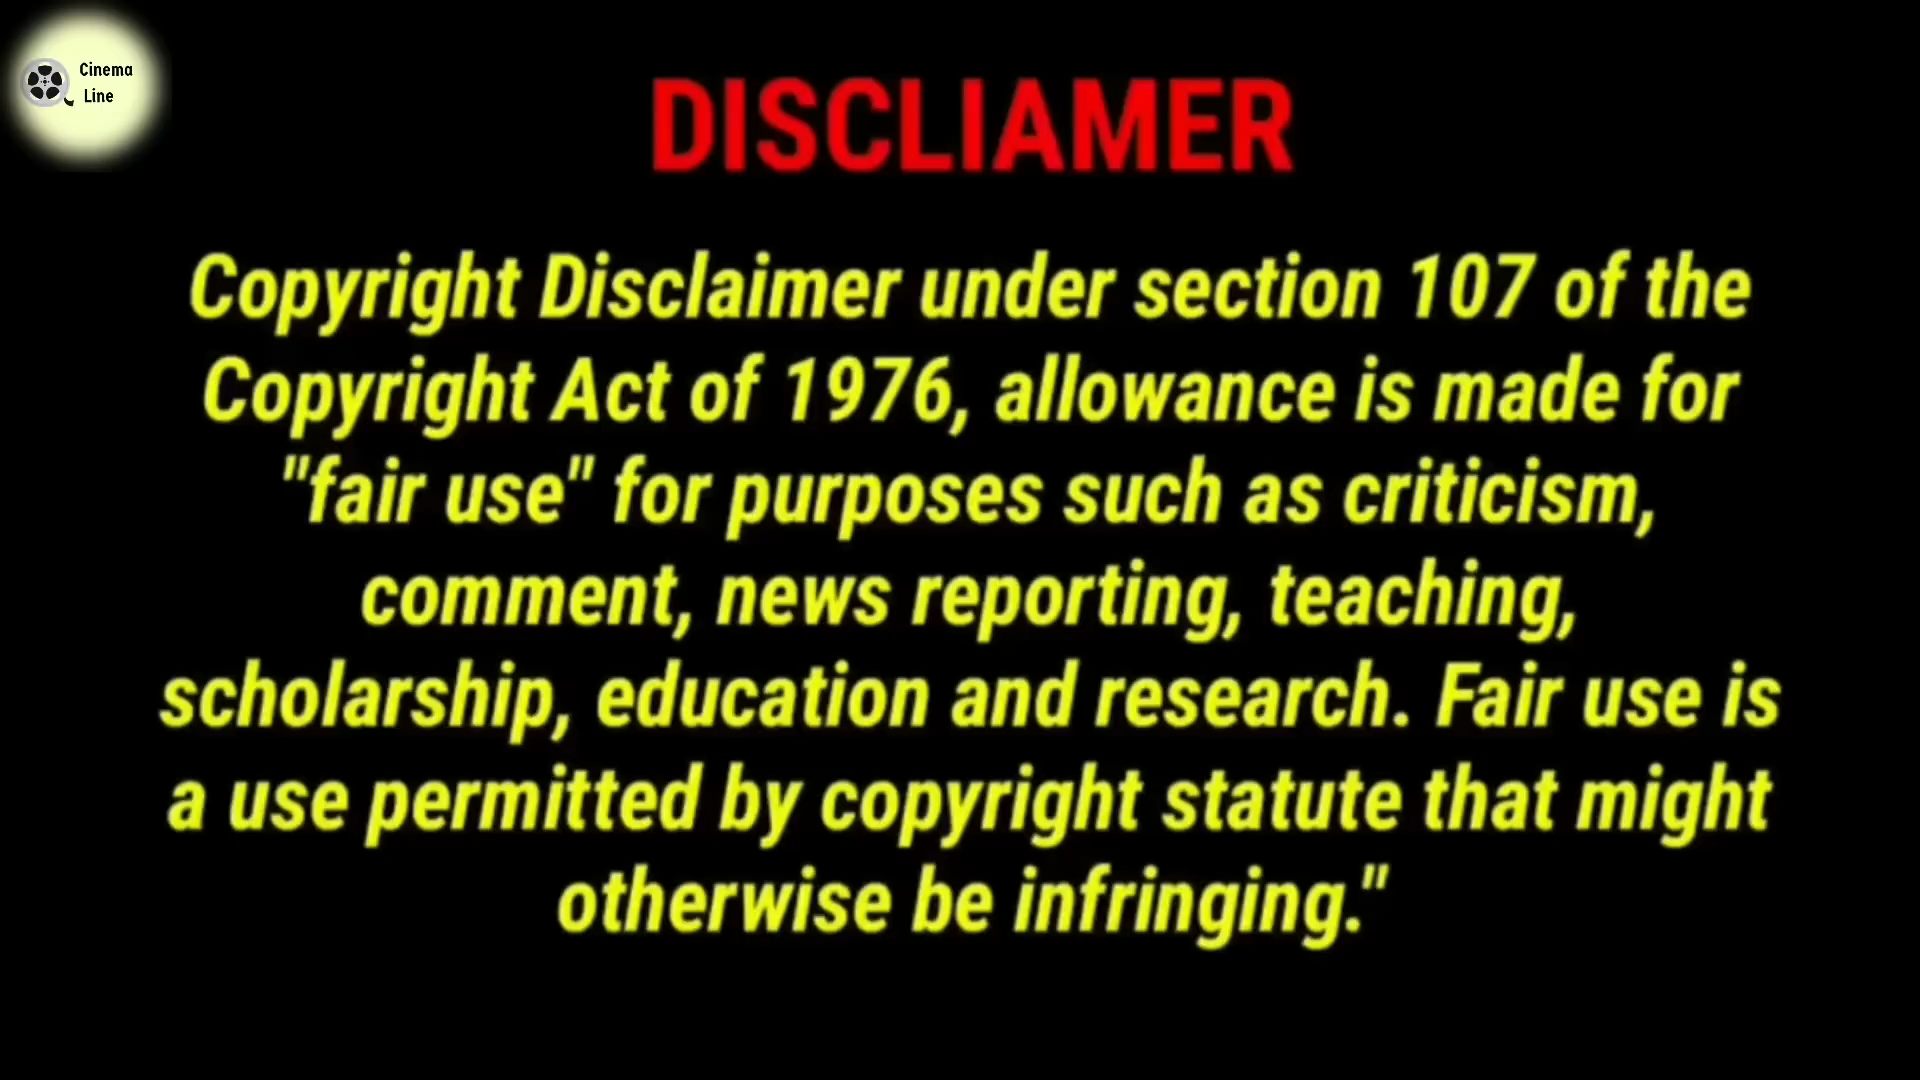 Cinema
Line
DISCLIAMER
Copyright Disclaimer under section 107 of the
Copyright Act of 1976, allowance is made for
"fair use" for purposes such as criticism,
comment, news reporting, teaching,
scholarship, education and research. Fair use is
a use permitted by copyright statute that might
otherwise be infringing."